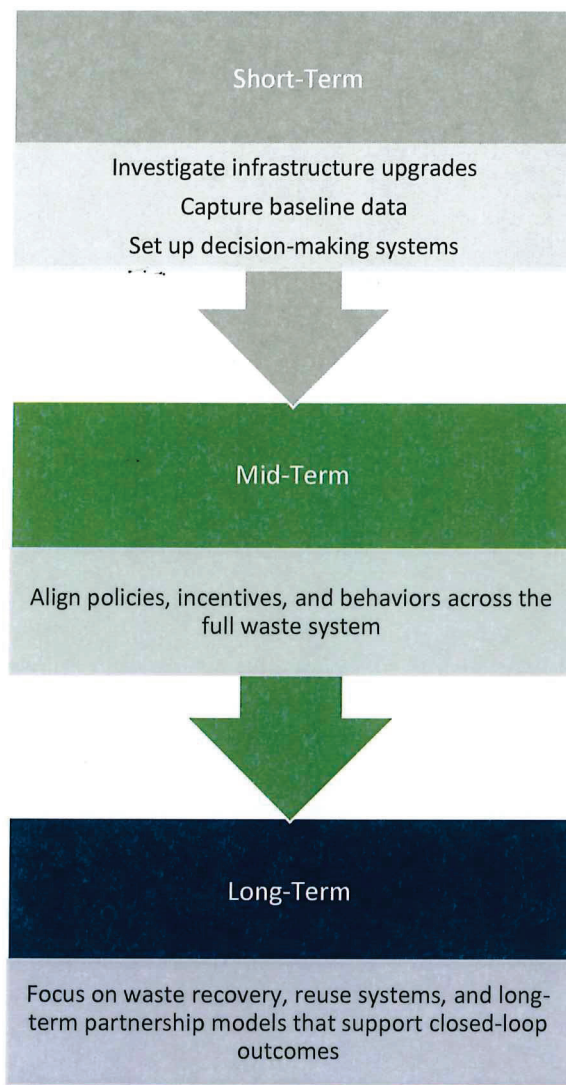 Short-Term
Investigate infrastructure upgrades
Capture baseline data
Set up decision-making systems
Mid-Term
Align policies, incentives, and behaviors across the
full waste system
Long-Term
Focus on waste recovery, reuse systems, and long-
term partnership models that support closed-loop
outcomes